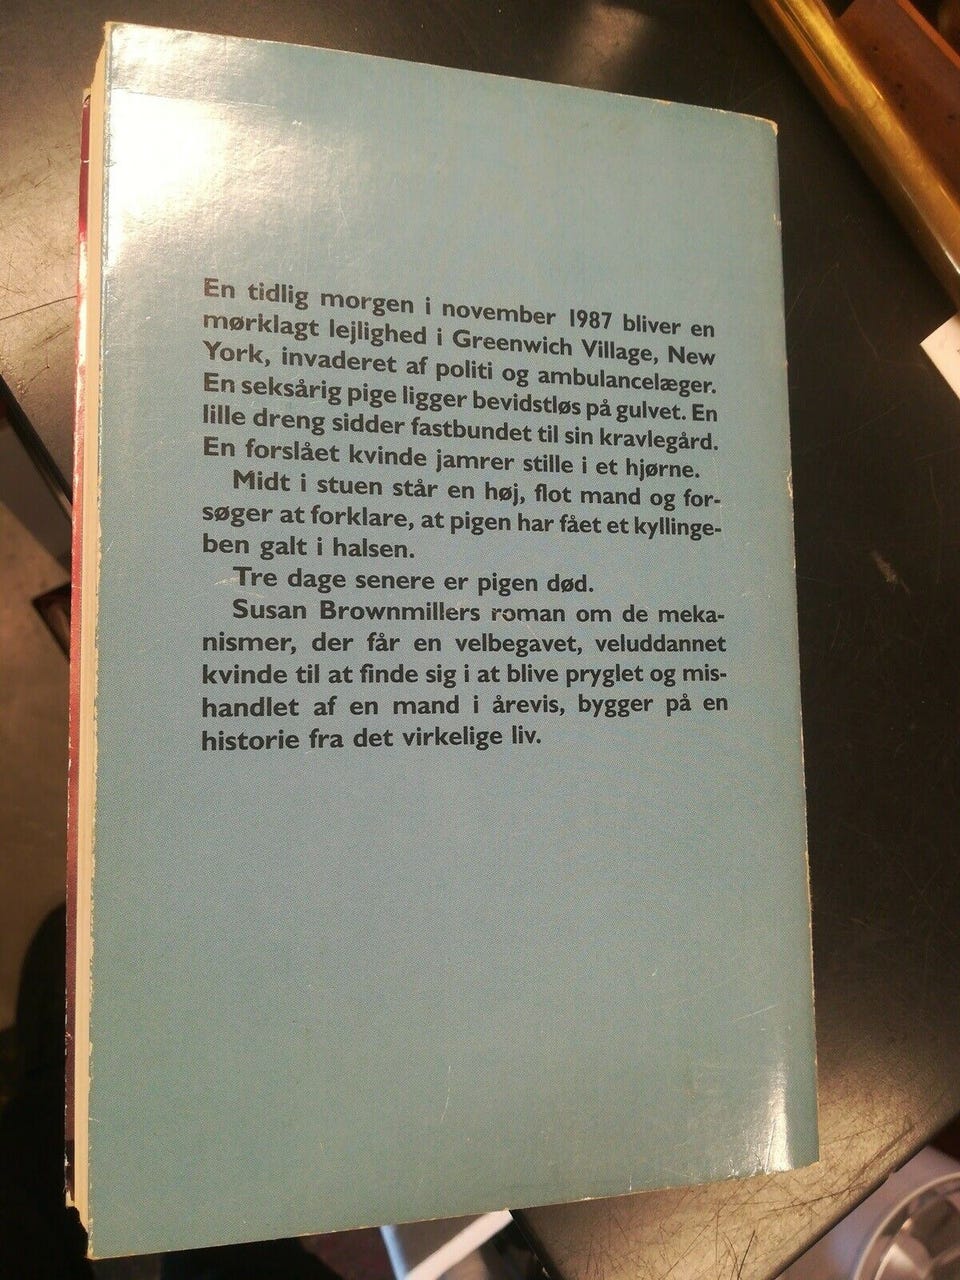 En tidlig morgen i november 1987 bliver en
mørklagt lejlighed i Greenwich Village, New
York, invaderet af politi og ambulancelæger.
En seksårig pige ligger bevidstløs på gulvet. En
lille dreng sidder fastbundet til sin kravlegård.
En forslået kvinde jamrer stille i et hjørne.
Midt i stuen står en høj, flot mand og for-
søger at forklare, at pigen har fået et kyllinge-
ben galt i halsen.
Tre dage senere er pigen død.
Susan Brownmillers roman om de meka-
nismer, der får en velbegavet, veluddannet
kvinde til at finde sig i at blive pryglet og mis-
handlet af en mand i årevis, bygger på en
historie fra det virkelige liv.